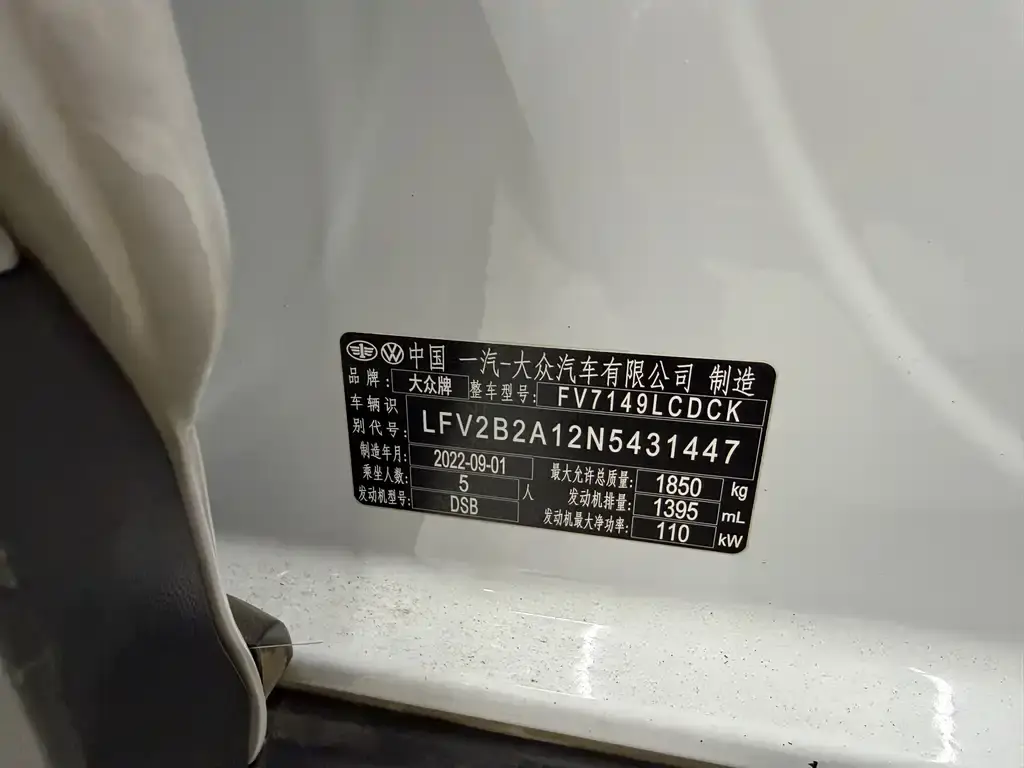 中国 一汽-大众汽车有限公司 制造
品牌: 大众牌 整车型号: FV7149LCDCK
车辆识别代号: LFV2B2A12N5431447
制造年月: 2022-09-01 最大允许总质量: 1850 kg
乘坐人数: 5 人 发动机排量: 1395 mL
发动机型号: DSB 发动机最大净功率: 110 kW